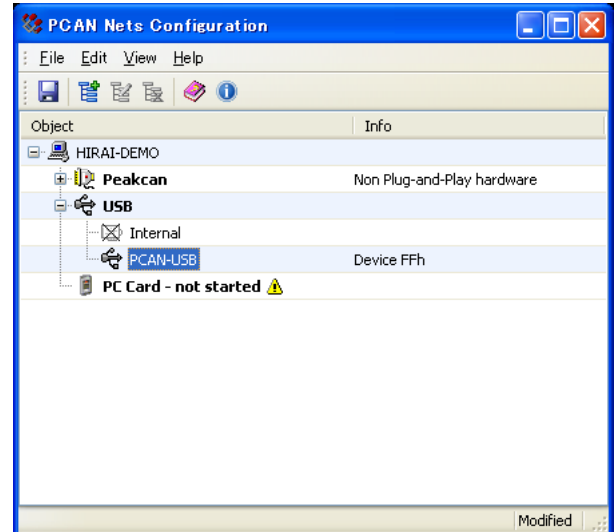 PCAN Nets Configuration
File Edit View Help
Object Info
HIRAI-DEMO
Peakcan Non Plug-and-Play hardware
USB
Internal
PCAN-USB Device FFh
PC Card - not started
Modified